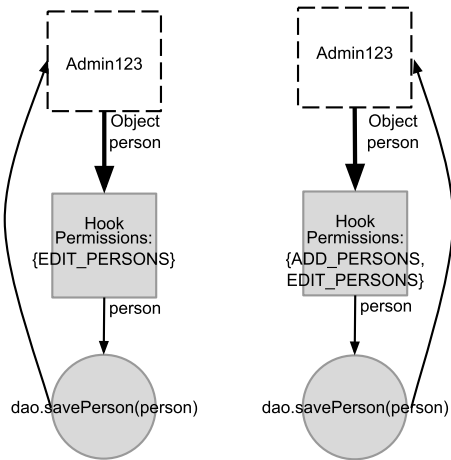 Admin123
Object
person
Hook
Permissions:
{EDIT_PERSONS}
person
dao.savePerson(person)
Admin123
Object
person
Hook
Permissions:
{ADD_PERSONS,
EDIT_PERSONS}
person
dao.savePerson(person)